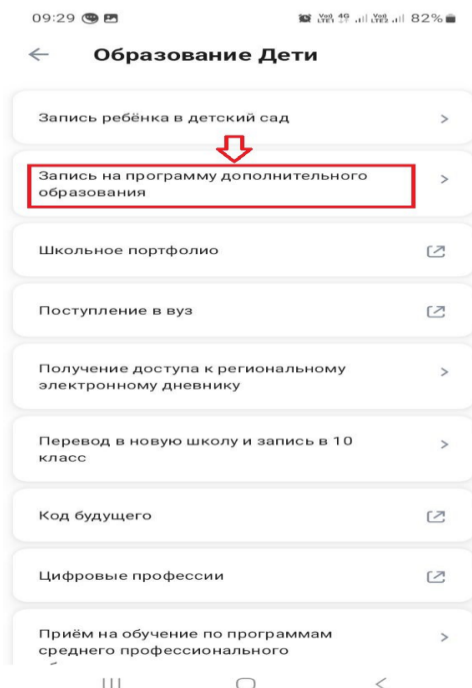 09:29
82%
Образование Дети
Запись ребёнка в детский сад
Запись на программу дополнительного
образования
Школьное портфолио
Поступление в вуз
Получение доступа к региональному
электронному дневнику
Перевод в новую школу и запись в 10
класс
Код будущего
Цифровые профессии
Приём на обучение по программам
среднего профессионального